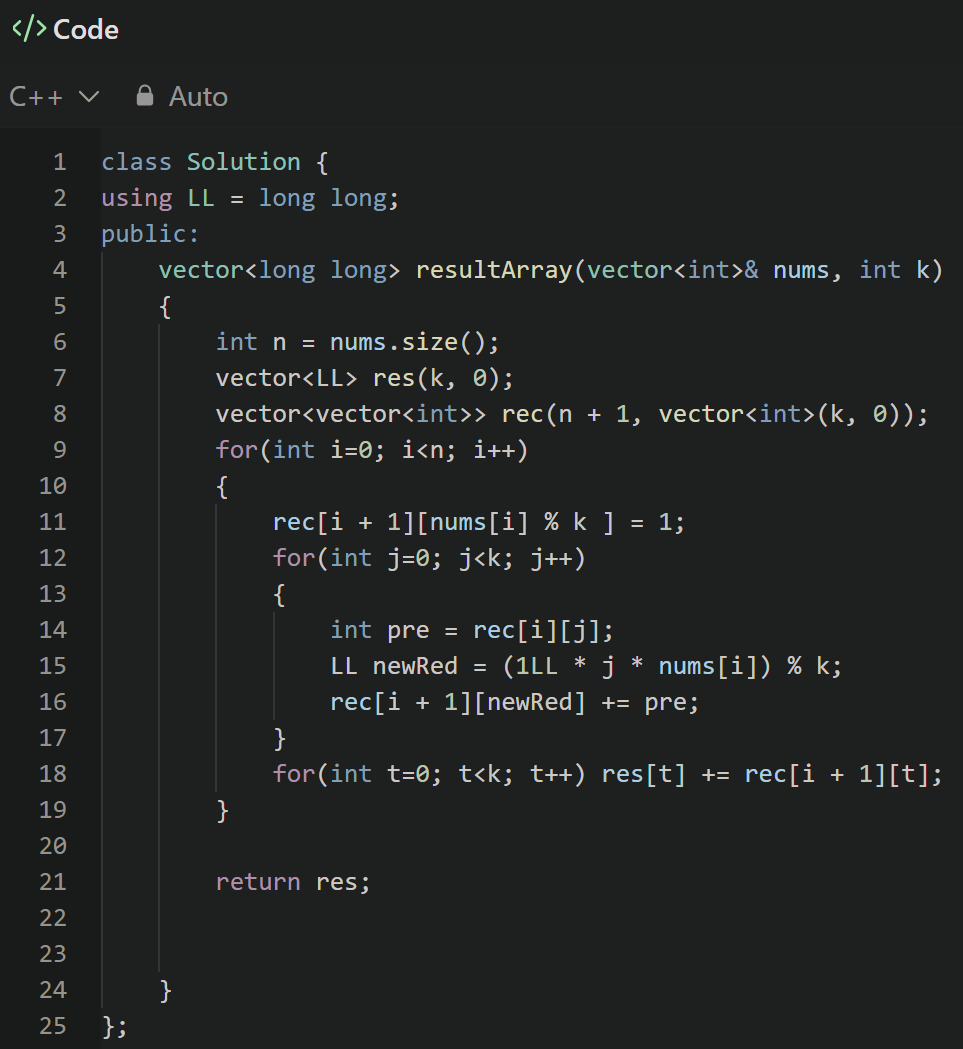 </> Code
C++ Auto
1 class Solution {
2 using LL = long long;
3 public:
4     vector<long long> resultArray(vector<int>& nums, int k)
5     {
6         int n = nums.size();
7         vector<LL> res(k, 0);
8         vector<vector<int>> rec(n + 1, vector<int>(k, 0));
9         for(int i=0; i<n; i++)
10         {
11             rec[i + 1][nums[i] % k ] = 1;
12             for(int j=0; j<k; j++)
13             {
14                 int pre = rec[i][j];
15                 LL newRed = (1LL * j * nums[i]) % k;
16                 rec[i + 1][newRed] += pre;
17             }
18             for(int t=0; t<k; t++) res[t] += rec[i + 1][t];
19         }
20
21         return res;
22
23
24     }
25 };